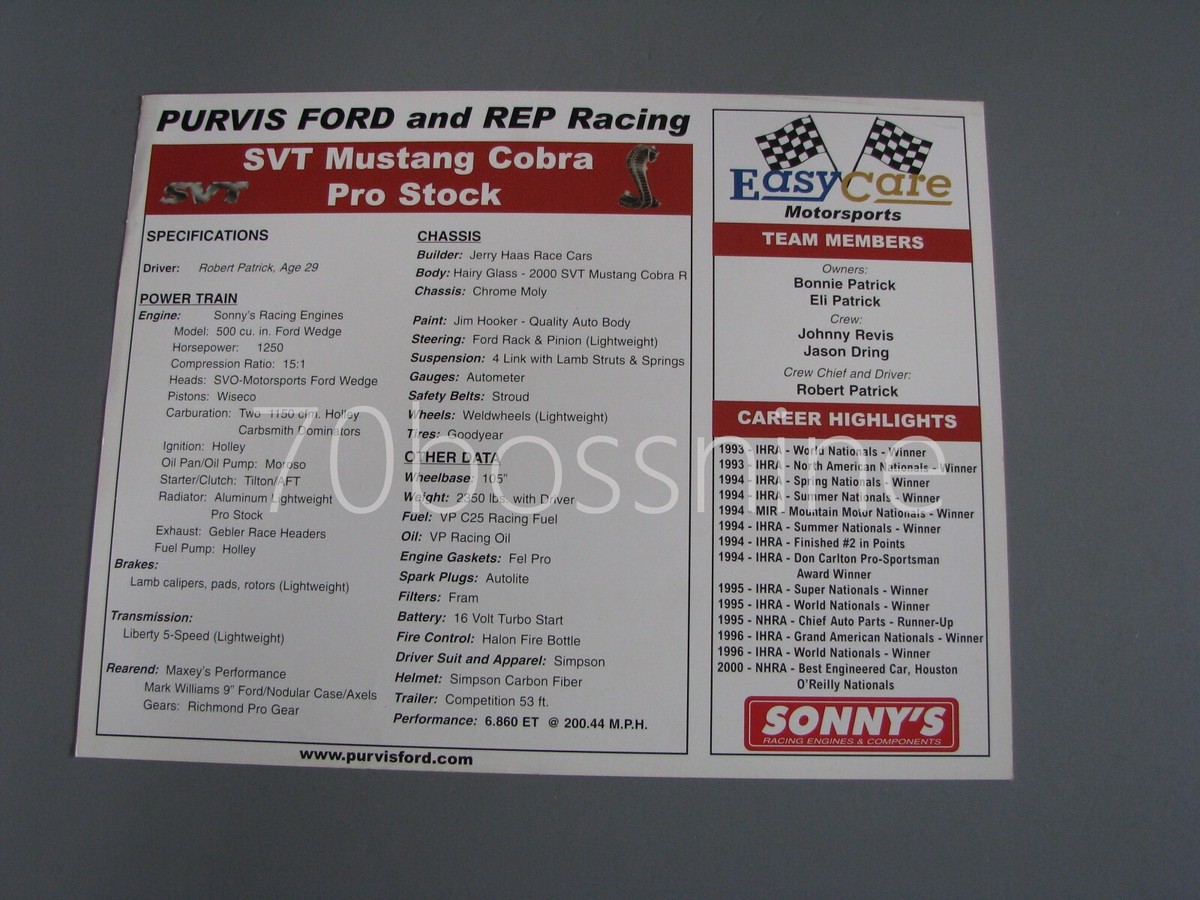 PURVIS FORD and REP Racing
SVT Mustang Cobra
Pro Stock
SVT
SPECIFICATIONS
Driver: Robert Patrick, Age 29
POWER TRAIN
Engine: Sonny's Racing Engines
Model: 500 cu. in. Ford Wedge
Horsepower: 1250
Compression Ratio: 15:1
Heads: SVO-Motorsports Ford Wedge
Pistons: Wiseco
Carburation: Two 1150 cfm. Holley
Carbsmith Dominators
Ignition: Holley
Oil Pan/Oil Pump: Moroso
Starter/Clutch: Tilton/AFT
Radiator: Aluminum Lightweight
Pro Stock
Exhaust: Gebler Race Headers
Fuel Pump: Holley
Brakes:
Lamb calipers, pads, rotors (Lightweight)
Transmission:
Liberty 5-Speed (Lightweight)
Rearend: Maxey's Performance
Mark Williams 9" Ford/Nodular Case/Axels
Gears: Richmond Pro Gear
CHASSIS
Builder: Jerry Haas Race Cars
Body: Hairy Glass - 2000 SVT Mustang Cobra R
Chassis: Chrome Moly
Paint: Jim Hooker - Quality Auto Body
Steering: Ford Rack & Pinion (Lightweight)
Suspension: 4 Link with Lamb Struts & Springs
Gauges: Autometer
Safety Belts: Stroud
Wheels: Weldwheels (Lightweight)
Tires: Goodyear
OTHER DATA
Wheelbase: 105"
Weight: 2350 lbs. with Driver
Fuel: VP C25 Racing Fuel
Oil: VP Racing Oil
Engine Gaskets: Fel Pro
Spark Plugs: Autolite
Filters: Fram
Battery: 16 Volt Turbo Start
Fire Control: Halon Fire Bottle
Driver Suit and Apparel: Simpson
Helmet: Simpson Carbon Fiber
Trailer: Competition 53 ft.
Performance: 6.860 ET @ 200.44 M.P.H.
www.purvisford.com
EasyCare
Motorsports
TEAM MEMBERS
Owners:
Bonnie Patrick
Eli Patrick
Crew:
Johnny Revis
Jason Dring
Crew Chief and Driver:
Robert Patrick
CAREER HIGHLIGHTS
1993 - IHRA - World Nationals - Winner
1993 - IHRA - North American Nationals - Winner
1994 - IHRA - Spring Nationals - Winner
1994 - IHRA - Summer Nationals - Winner
1994 - MIR - Mountain Motor Nationals - Winner
1994 - IHRA - Summer Nationals - Winner
1994 - IHRA - Finished #2 in Points
1994 - IHRA - Don Carlton Pro-Sportsman
Award Winner
1995 - IHRA - Super Nationals - Winner
1995 - IHRA - World Nationals - Winner
1995 - NHRA - Chief Auto Parts - Runner-Up
1996 - IHRA - Grand American Nationals - Winner
1996 - IHRA - World Nationals - Winner
2000 - NHRA - Best Engineered Car, Houston
O'Reilly Nationals
SONNY'S
RACING ENGINES & COMPONENTS
70bossnine